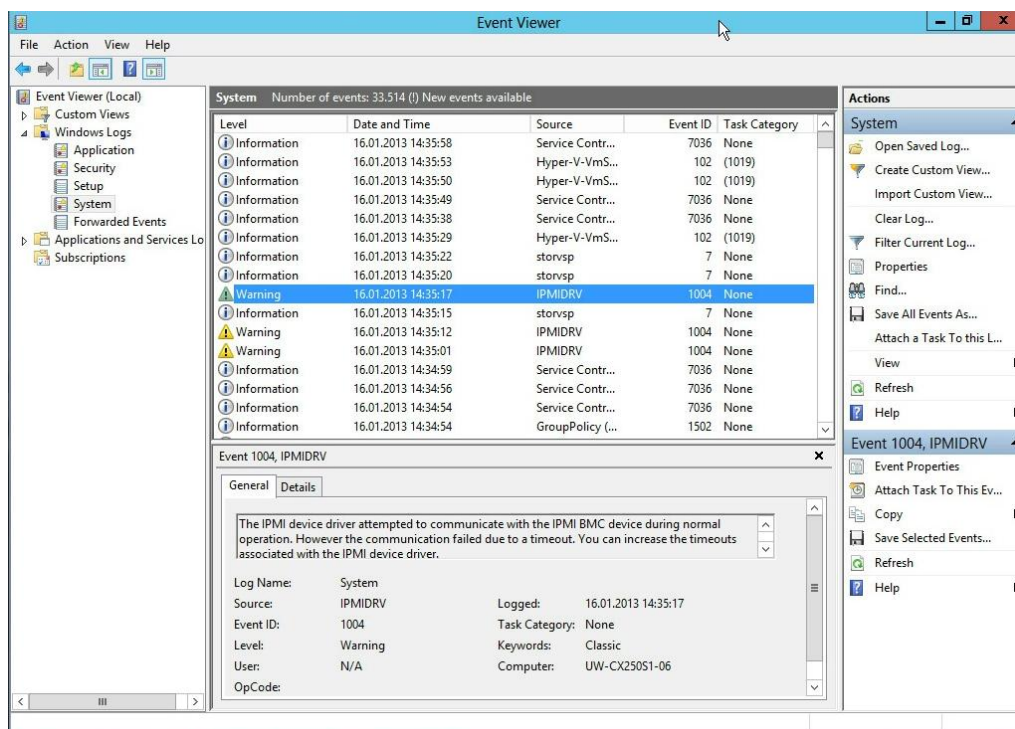 Event Viewer
File Action View Help
Event Viewer (Local)
Custom Views
Windows Logs
Application
Security
Setup
System
Forwarded Events
Applications and Services Lo
Subscriptions
System Number of events: 33.514 (!) New events available
Level Date and Time Source Event ID Task Category
Information 16.01.2013 14:35:58 Service Contr... 7036 None
Information 16.01.2013 14:35:53 Hyper-V-VmS... 102 (1019)
Information 16.01.2013 14:35:50 Hyper-V-VmS... 102 (1019)
Information 16.01.2013 14:35:49 Service Contr... 7036 None
Information 16.01.2013 14:35:38 Service Contr... 7036 None
Information 16.01.2013 14:35:29 Hyper-V-VmS... 102 (1019)
Information 16.01.2013 14:35:22 storvsp 7 None
Information 16.01.2013 14:35:20 storvsp 7 None
Warning 16.01.2013 14:35:17 IPMIDRV 1004 None
Information 16.01.2013 14:35:15 storvsp 7 None
Warning 16.01.2013 14:35:12 IPMIDRV 1004 None
Warning 16.01.2013 14:35:01 IPMIDRV 1004 None
Information 16.01.2013 14:34:59 Service Contr... 7036 None
Information 16.01.2013 14:34:56 Service Contr... 7036 None
Information 16.01.2013 14:34:54 Service Contr... 7036 None
Information 16.01.2013 14:34:54 GroupPolicy (... 1502 None
Event 1004, IPMIDRV
General Details
The IPMI device driver attempted to communicate with the IPMI BMC device during normal
operation. However the communication failed due to a timeout. You can increase the timeouts
associated with the IPMI device driver.
Log Name: System
Source: IPMIDRV Logged: 16.01.2013 14:35:17
Event ID: 1004 Task Category: None
Level: Warning Keywords: Classic
User: N/A Computer: UW-CX250S1-06
OpCode:
Actions
System
Open Saved Log...
Create Custom View...
Import Custom View...
Clear Log...
Filter Current Log...
Properties
Find...
Save All Events As...
Attach a Task To this L...
View
Refresh
Help
Event 1004, IPMIDRV
Event Properties
Attach Task To This Ev...
Copy
Save Selected Events...
Refresh
Help